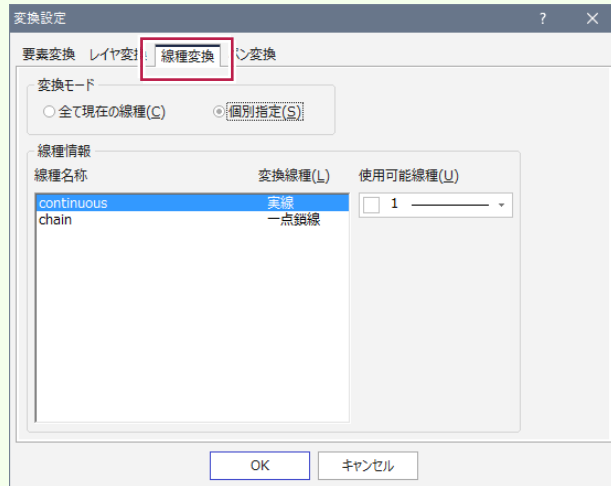 変換設定 ? ×
要素変換 レイヤ変換 線種変換 ペン変換
変換モード
全て現在の線種(C) 個別指定(S)
線種情報
線種名称 変換線種(L) 使用可能線種(U)
continuous 実線 1
chain 一点鎖線
OK キャンセル